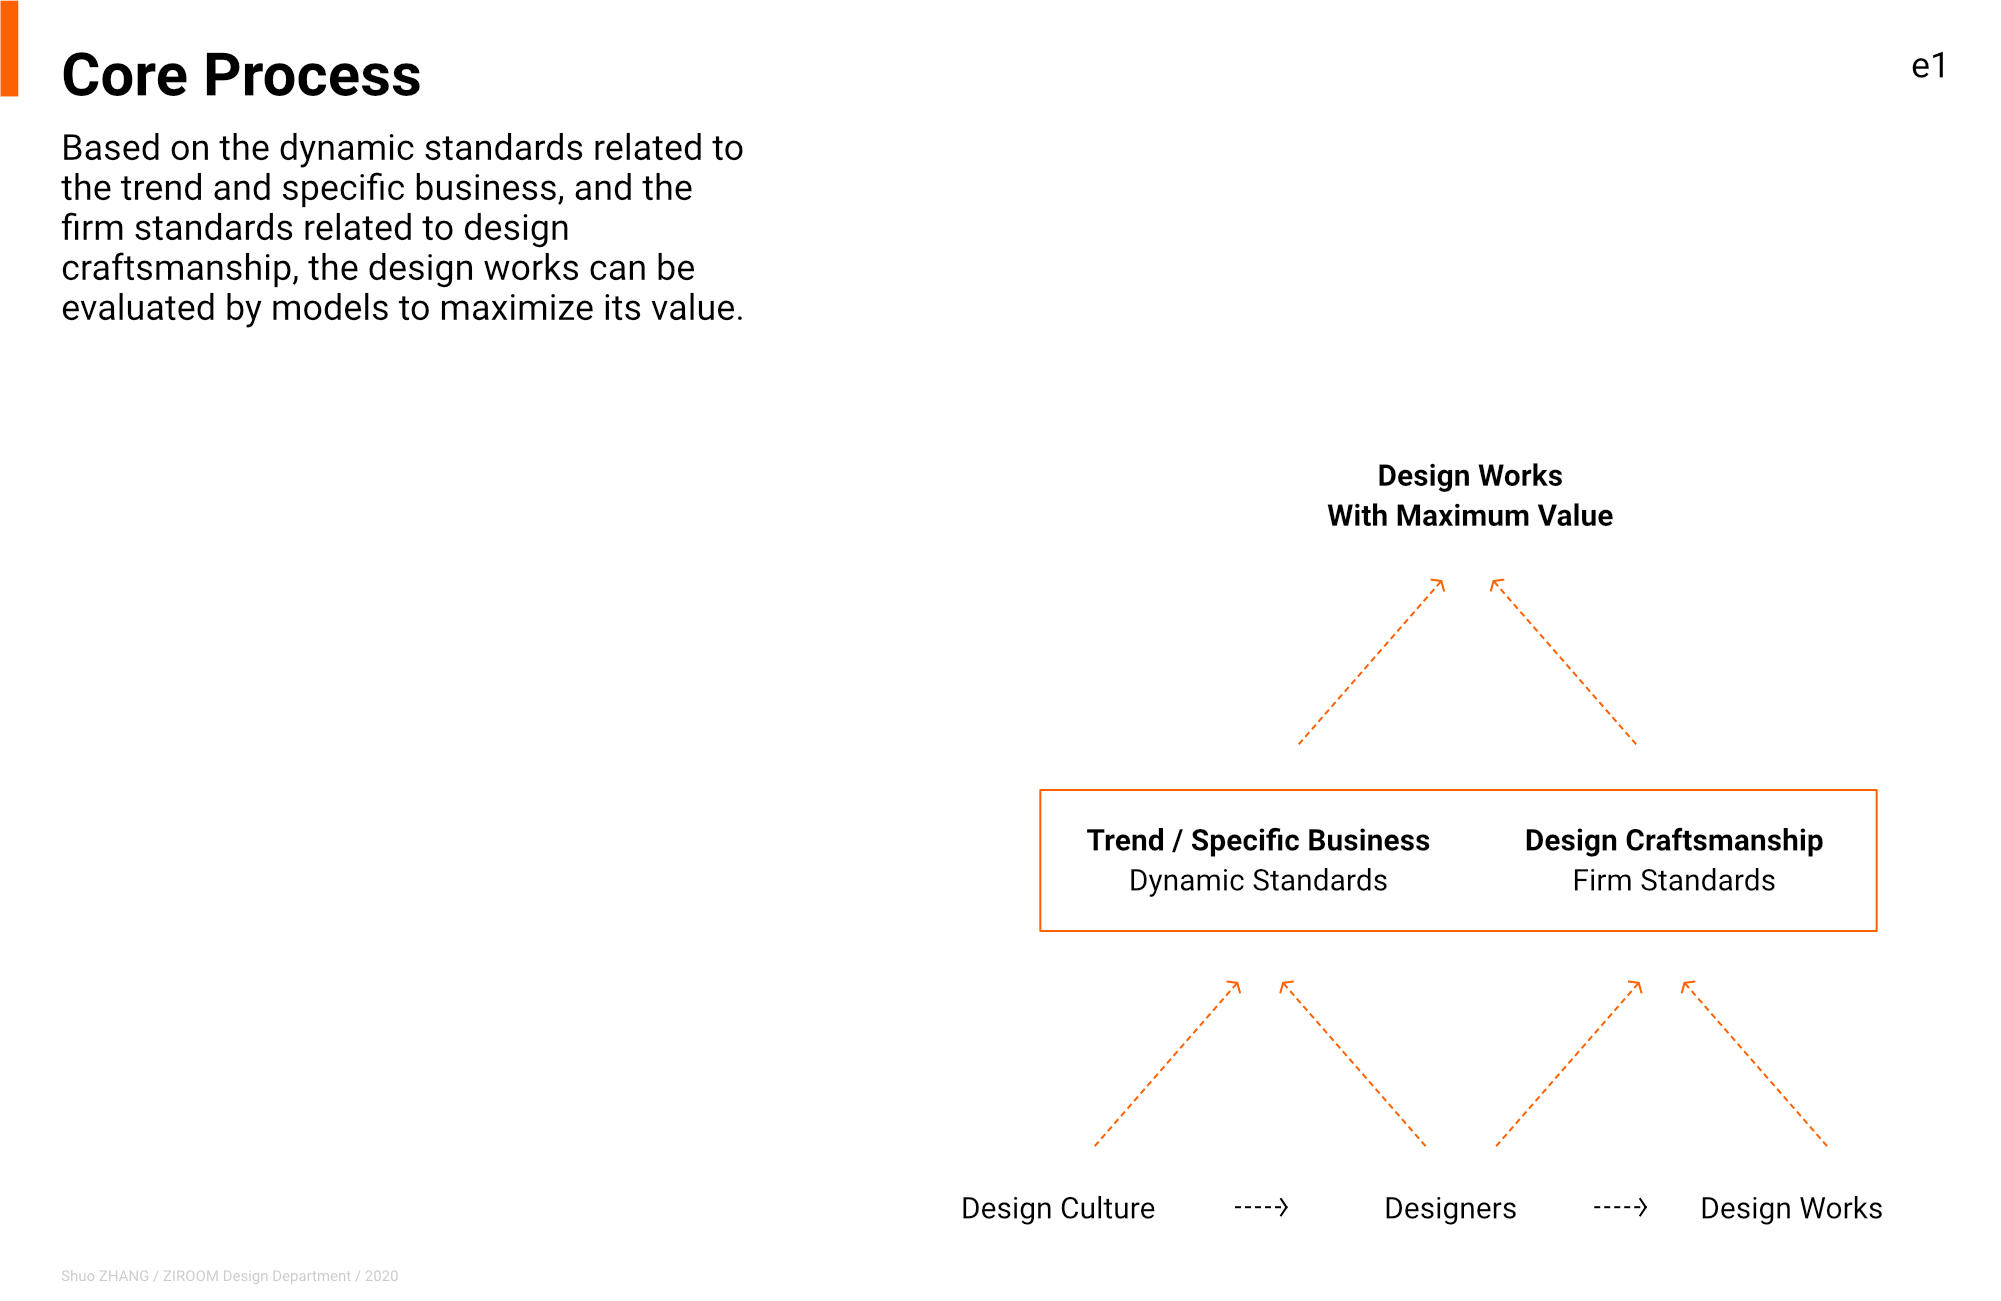 Core Process
e1
Based on the dynamic standards related to
the trend and specific business, and the
firm standards related to design
craftsmanship, the design works can be
evaluated by models to maximize its value.
Design Works
With Maximum Value
Trend / Specific Business
Dynamic Standards
Design Craftsmanship
Firm Standards
Design Culture
Designers
Design Works
Shuo ZHANG / ZIROOM Design Department / 2020